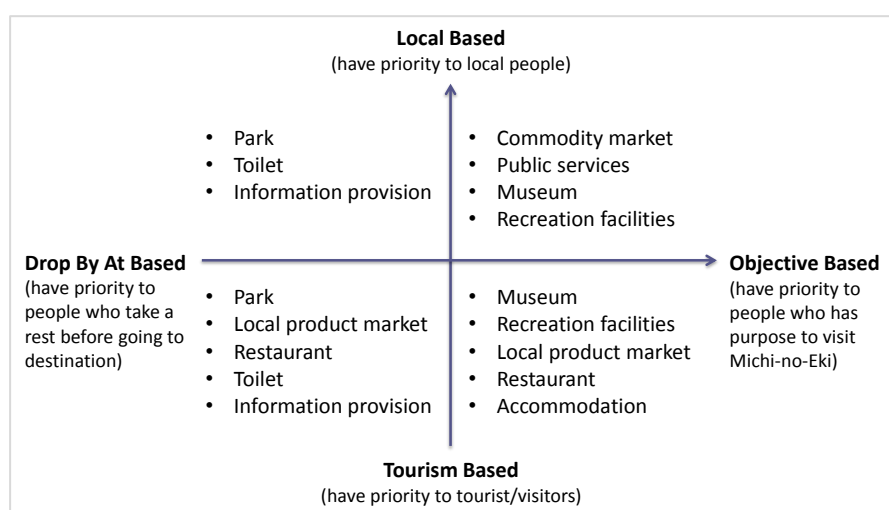 Local Based
(have priority to local people)
• Park
• Toilet
• Information provision
• Commodity market
• Public services
• Museum
• Recreation facilities
Drop By At Based
(have priority to
people who take a
rest before going to
destination)
Objective Based
(have priority to
people who has
purpose to visit
Michi-no-Eki)
• Park
• Local product market
• Restaurant
• Toilet
• Information provision
• Museum
• Recreation facilities
• Local product market
• Restaurant
• Accommodation
Tourism Based
(have priority to tourist/visitors)